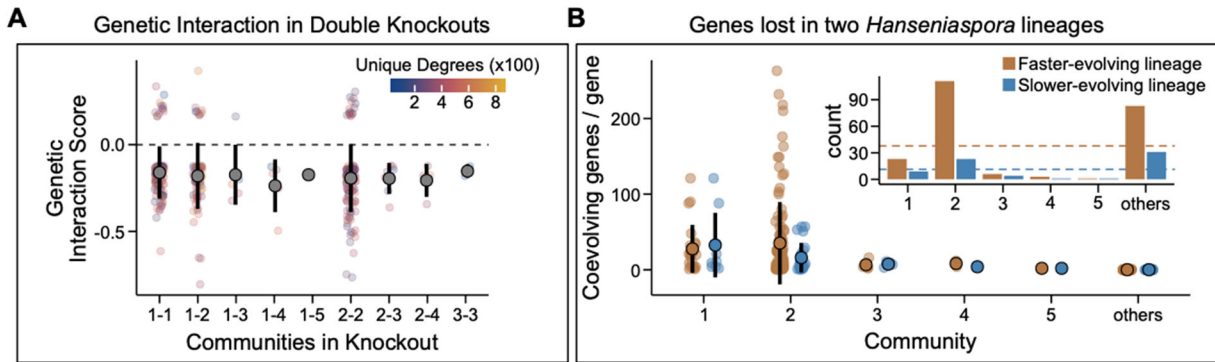 A
Genetic Interaction in Double Knockouts
Unique Degrees (x100)
2 4 6 8
0.0
-0.5
Genetic
Interaction Score
1-1 1-2 1-3 1-4 1-5 2-2 2-3 2-4 3-3
Communities in Knockout
B
Genes lost in two Hanseniaspora lineages
Faster-evolving lineage
Slower-evolving lineage
200
100
0
Coevolving genes / gene
90
60
30
0
count
1 2 3 4 5 others
1 2 3 4 5 others
Community